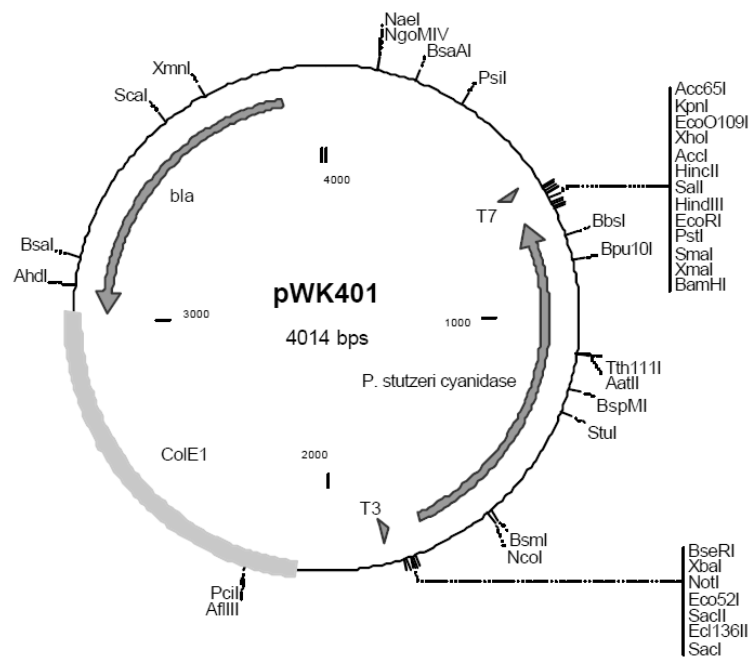 NaeI
NgoMIV
BsaAI
PsiI
XmnI
ScaI
Acc65I
KpnI
EcoO109I
XhoI
AccI
HincII
SalI
HindIII
EcoRI
PstI
SmaI
XmaI
BamHI
4000
bla
T7
BbsI
Bpu10I
BsaI
AhdI
pWK401
4014 bps
3000
1000
Tth111I
AatII
P. stutzeri cyanidase
BspMI
StuI
ColE1
2000
T3
BsmI
NcoI
PciI
AflIII
BseRI
XbaI
NotI
Eco52I
SacII
Ecl136II
SacI